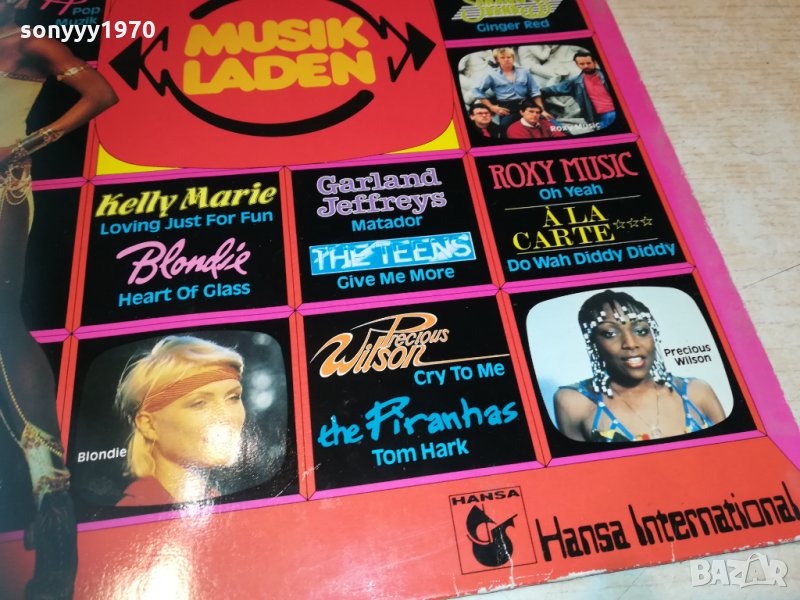 sonyyy1970
Pop
Muzik
Ginger Red
MUSIK
LADEN
Roxy Music
Kelly Marie
Loving Just For Fun
Blondie
Heart Of Glass
Garland
Jeffreys
Matador
THE TEENS
Give Me More
ROXY MUSIC
Oh Yeah
À LA
CARTE
Do Wah Diddy Diddy
Blondie
Precious
Wilson
Cry To Me
the Piranhas
Tom Hark
Precious
Wilson
HANSA
Hansa International
BAZAR